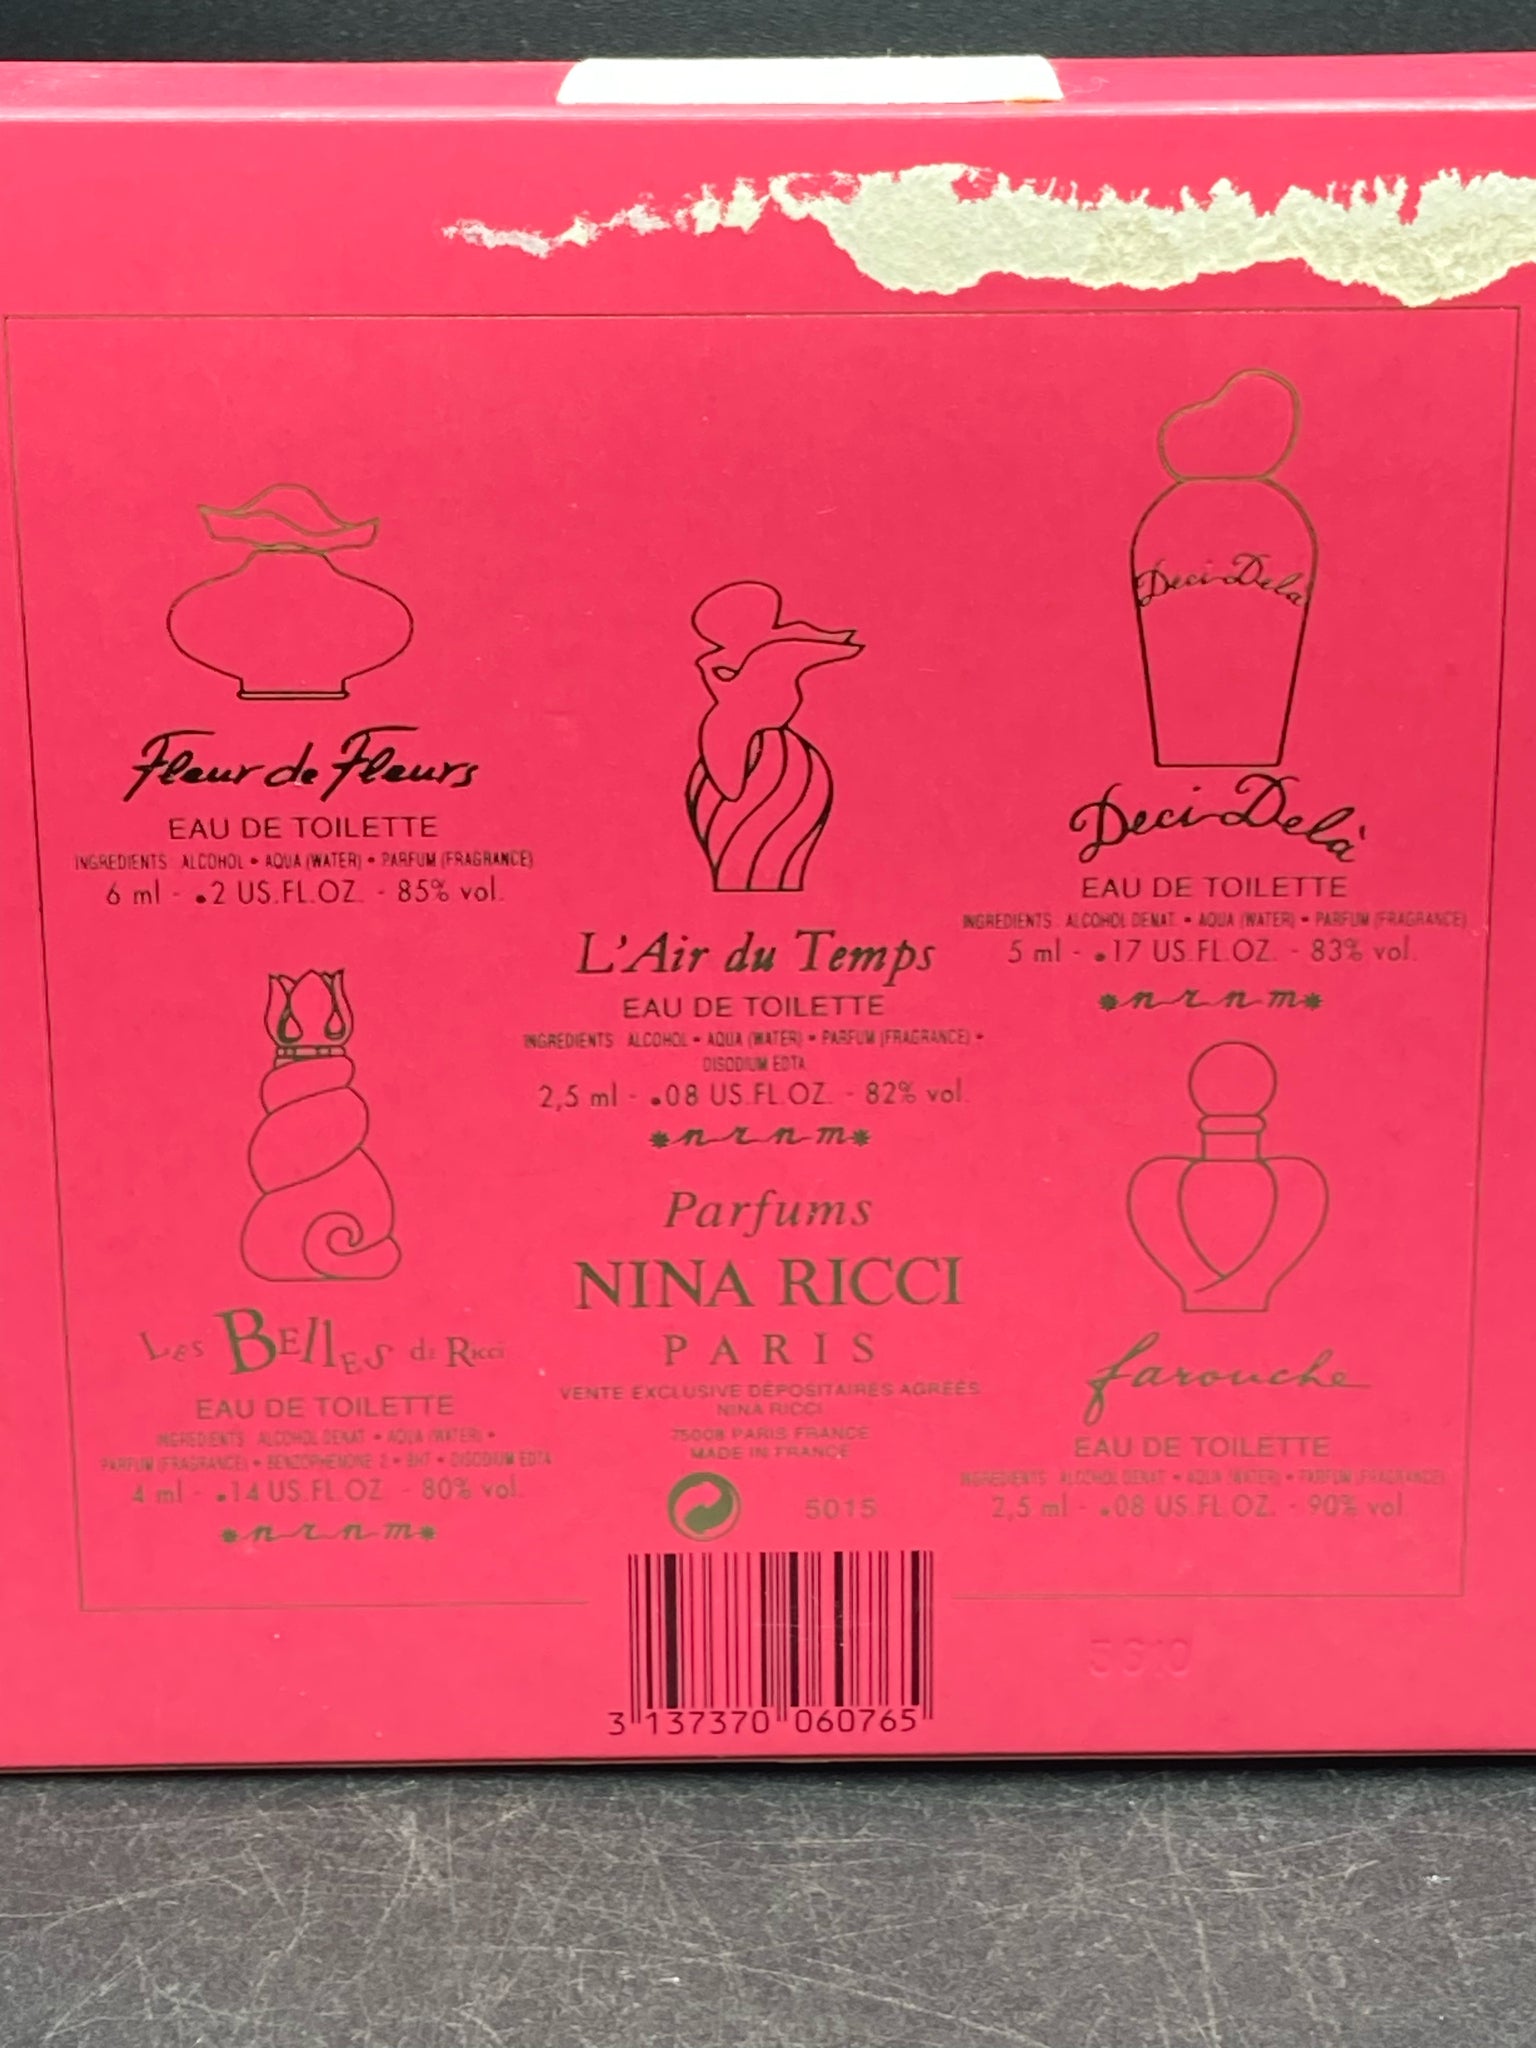 Fleur de Fleurs
EAU DE TOILETTE
INGREDIENTS ALCOHOL • AQUA (WATER) • PARFUM (FRAGRANCE)
6 ml - .2 US.FL.OZ. - 85% vol.
Deci-Delà
Deci-Delà
EAU DE TOILETTE
INGREDIENTS ALCOHOL DENAT. • AQUA (WATER) • PARFUM (FRAGRANCE)
5 ml - .17 US.FL.OZ. - 83% vol.
*n-r-n-m*
L'Air du Temps
EAU DE TOILETTE
INGREDIENTS ALCOHOL • AQUA (WATER) • PARFUM (FRAGRANCE) •
DISODIUM EDTA
2,5 ml - .08 US.FL.OZ. - 82% vol.
*n-r-n-m*
Les Belles de Ricci
EAU DE TOILETTE
INGREDIENTS ALCOHOL DENAT • AQUA (WATER) •
PARFUM (FRAGRANCE) • BENZOPHENONE 2 • BHT • DISODIUM EDTA
4 ml - .14 US.FL.OZ - 80% vol.
*n-r-n-m*
Parfums
NINA RICCI
PARIS
VENTE EXCLUSIVE DÉPOSITAIRES AGRÉÉS
NINA RICCI
75008 PARIS FRANCE
MADE IN FRANCE
5015
farouche
EAU DE TOILETTE
INGREDIENTS ALCOHOL DENAT • AQUA (WATER) • PARFUM (FRAGRANCE)
2,5 ml - .08 US.FL.OZ. - 90% vol
3 137370 060765